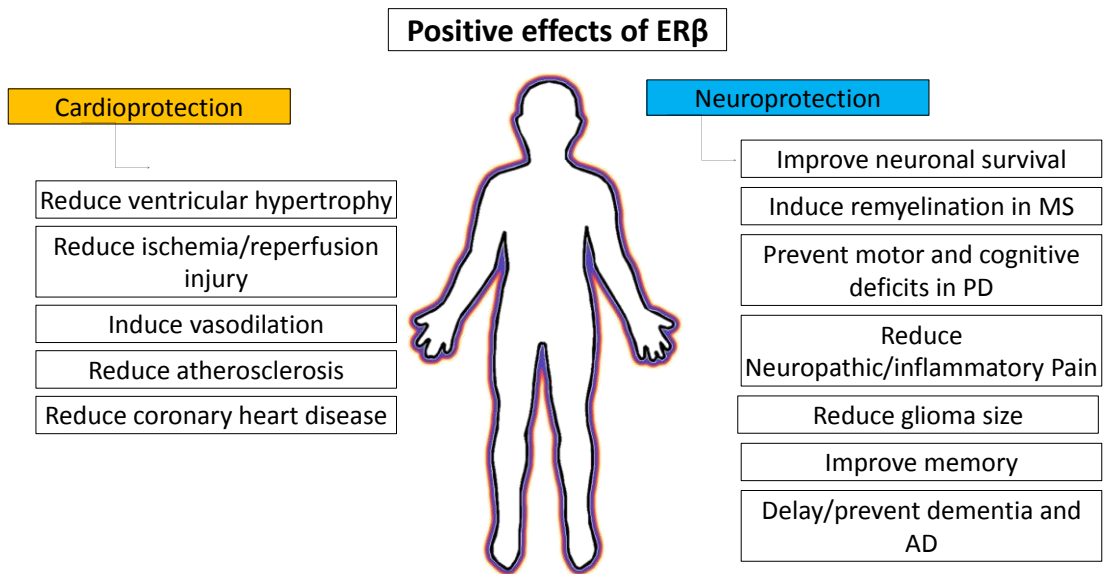 Positive effects of ERβ
Cardioprotection
Reduce ventricular hypertrophy
Reduce ischemia/reperfusion
injury
Induce vasodilation
Reduce atherosclerosis
Reduce coronary heart disease
Neuroprotection
Improve neuronal survival
Induce remyelination in MS
Prevent motor and cognitive
deficits in PD
Reduce
Neuropathic/inflammatory Pain
Reduce glioma size
Improve memory
Delay/prevent dementia and
AD